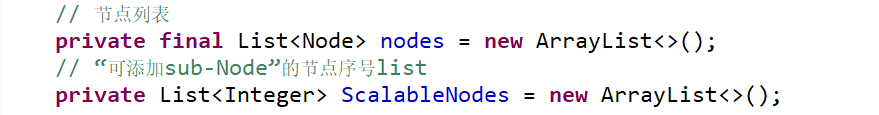 // 节点列表
private final List<Node> nodes = new ArrayList<>();
// “可添加sub-Node”的节点序号list
private List<Integer> ScalableNodes = new ArrayList<>();